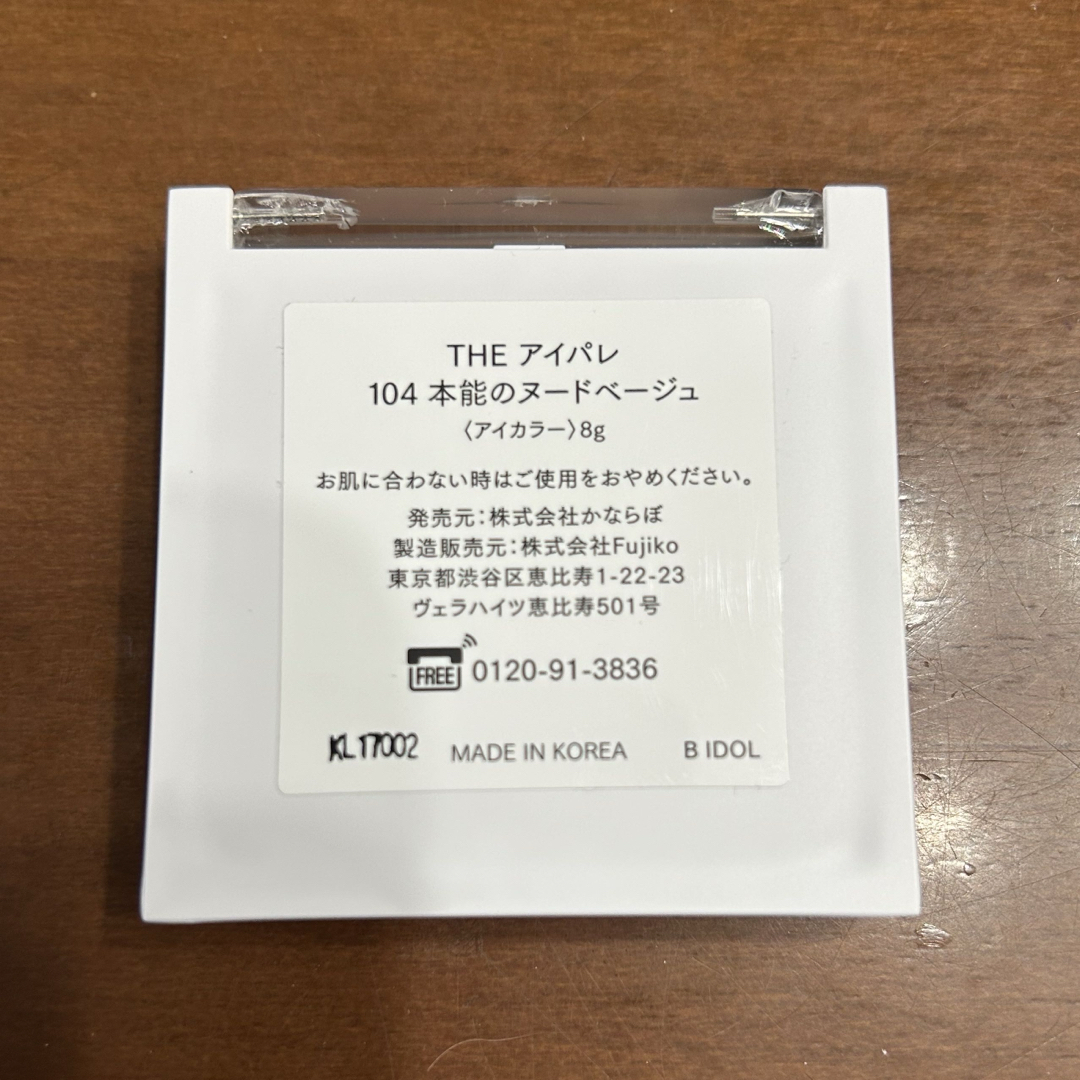 THE アイパレ
104 本能のヌードベージュ
〈アイカラー〉8g
お肌に合わない時はご使用をおやめください。
発売元：株式会社かならぼ
製造販売元：株式会社Fujiko
東京都渋谷区恵比寿1-22-23
ヴェラハイツ恵比寿501号
FREE 0120-91-3836
KL17002 MADE IN KOREA B IDOL